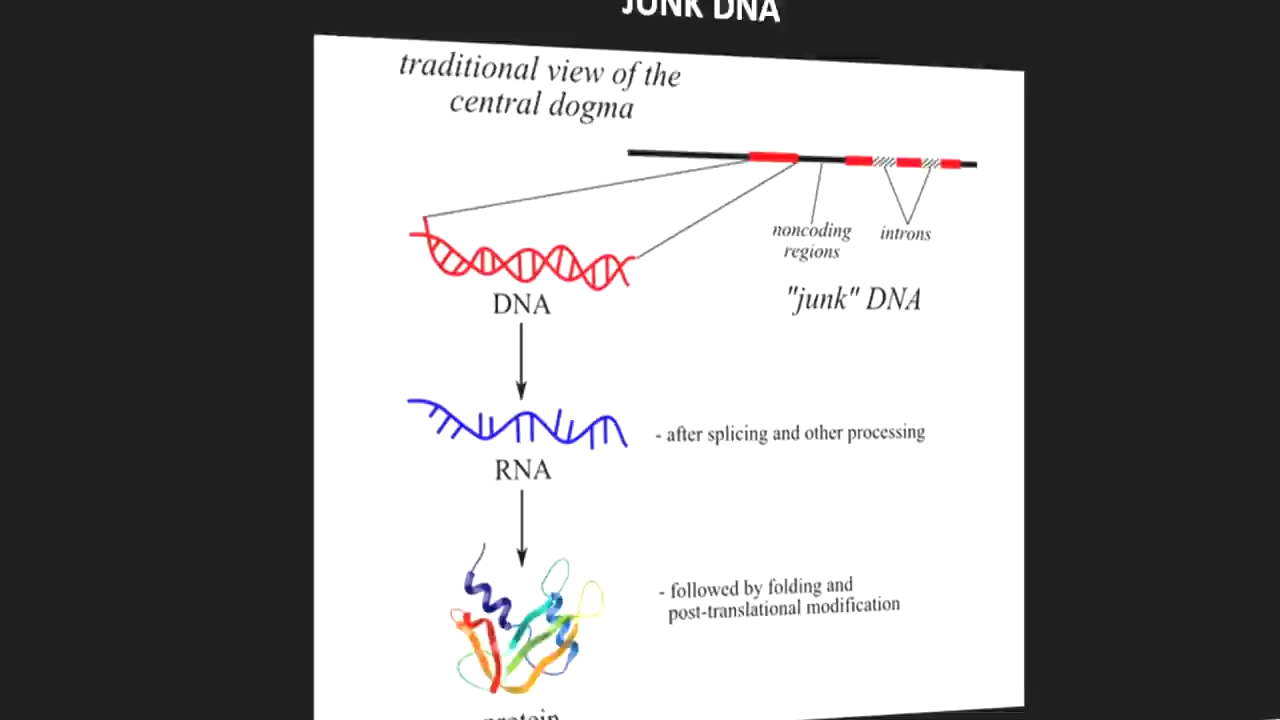 JUNK DNA
traditional view of the
central dogma
noncoding
regions
introns
"junk" DNA
DNA
- after splicing and other processing
RNA
- followed by folding and
post-translational modification
protein